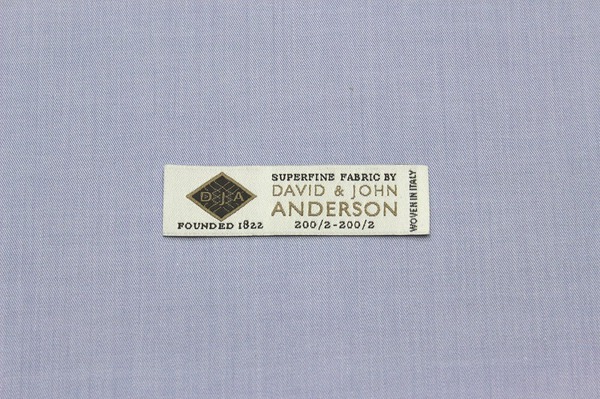 DJA
FOUNDED 1822
SUPERFINE FABRIC BY
DAVID & JOHN
ANDERSON
200/2-200/2
WOVEN IN ITALY